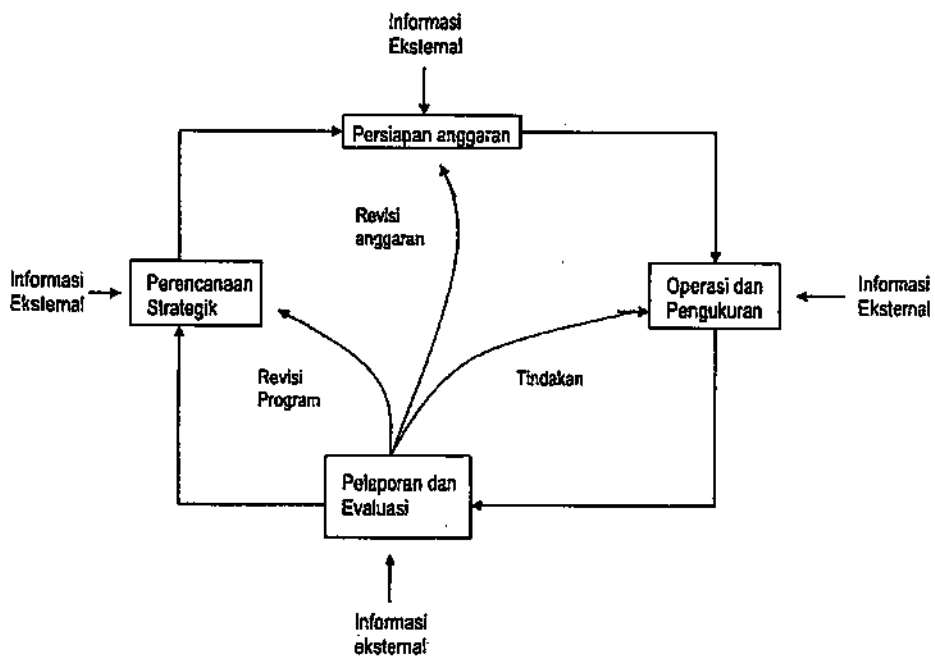 Informasi
Eksternal
Persiapan anggaran
Revisi
anggaran
Informasi
Eksternal
Perencanaan
Strategik
Operasi dan
Pengukuran
Informasi
Eksternal
Revisi
Program
Tindakan
Pelaporan dan
Evaluasi
Informasi
eksternal